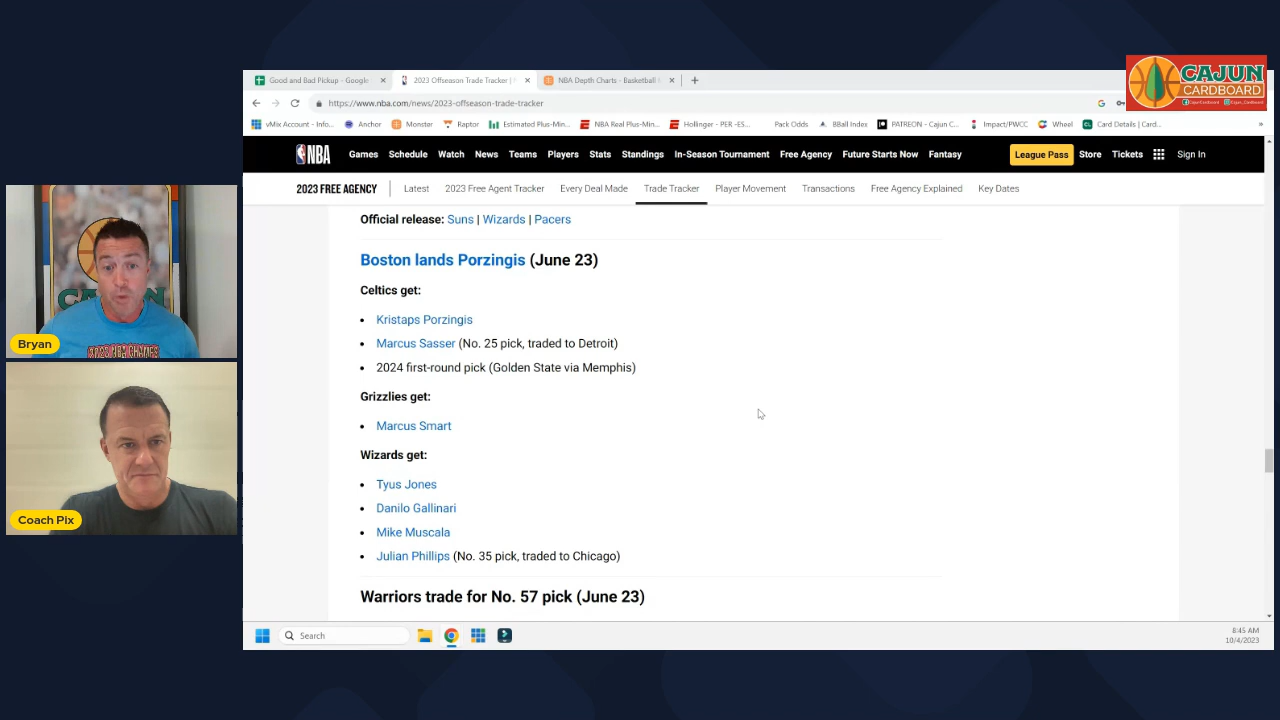 CAJUN
CARDBOARD
Good and Bad Pickup - Google
2023 Offseason Trade Tracker |
NBA Depth Charts - Basketball
https://www.nba.com/news/2023-offseason-trade-tracker
vMix Account - Info... Anchor Monster Raptor Estimated Plus-Min... NBA Real Plus-Min... Hollinger - PER -ES... Pack Odds BBall Index PATREON - Cajun C... Impact/PWCC Wheel Card Details | Card... »
NBA Games Schedule Watch News Teams Players Stats Standings In-Season Tournament Free Agency Future Starts Now Fantasy League Pass Store Tickets Sign In
2023 FREE AGENCY Latest 2023 Free Agent Tracker Every Deal Made Trade Tracker Player Movement Transactions Free Agency Explained Key Dates
Official release: Suns | Wizards | Pacers
Boston lands Porzingis (June 23)
Celtics get:
• Kristaps Porzingis
• Marcus Sasser (No. 25 pick, traded to Detroit)
• 2024 first-round pick (Golden State via Memphis)
Grizzlies get:
• Marcus Smart
Wizards get:
• Tyus Jones
• Danilo Gallinari
• Mike Muscala
• Julian Phillips (No. 35 pick, traded to Chicago)
Warriors trade for No. 57 pick (June 23)
Bryan
Coach Pix
Search
8:45 AM
10/4/2023